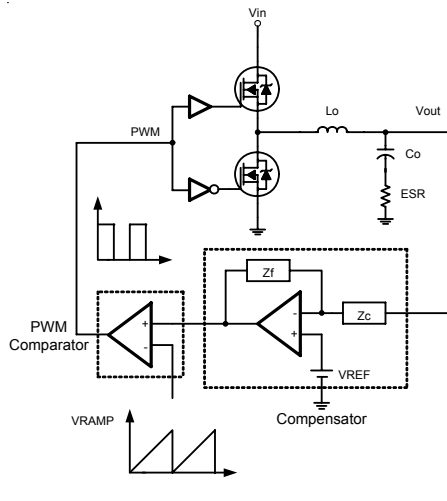 Vin
Lo
Vout
PWM
Co
ESR
Zf
+
-
-
+
Zc
PWM
Comparator
VREF
Compensator
VRAMP